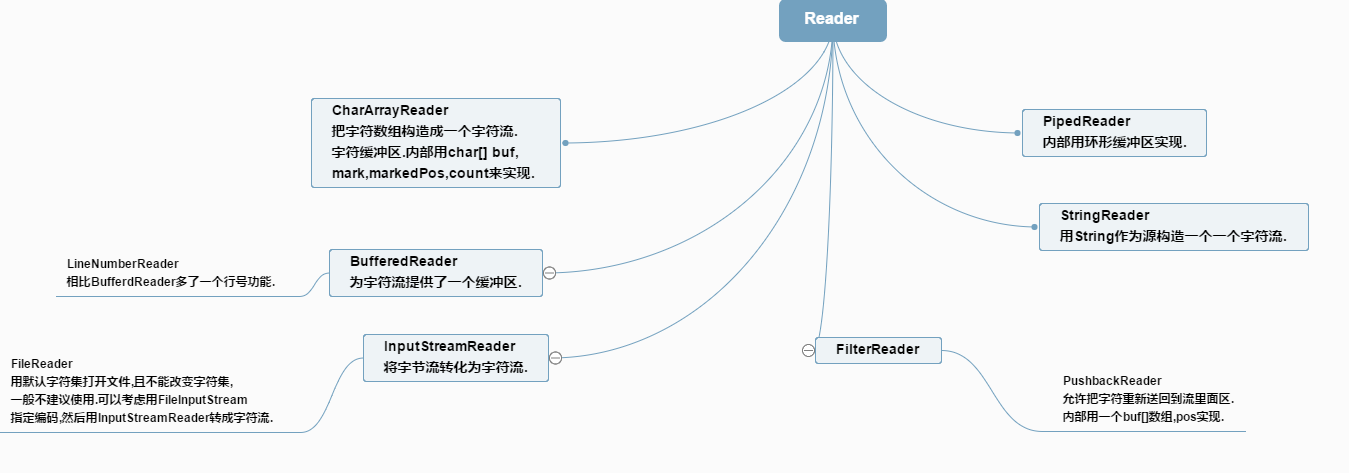 Reader
CharArrayReader
把字符数组构造成一个字符流.
字符缓冲区.内部用char[] buf,
mark,markedPos,count来实现.
PipedReader
内部用环形缓冲区实现.
StringReader
用String作为源构造一个一个字符流.
BufferedReader
为字符流提供了一个缓冲区.
LineNumberReader
相比BufferdReader多了一个行号功能.
InputStreamReader
将字节流转化为字符流.
FileReader
用默认字符集打开文件,且不能改变字符集,
一般不建议使用.可以考虑用FileInputStream
指定编码,然后用InputStreamReader转成字符流.
FilterReader
PushbackReader
允许把字符重新送回到流里面区.
内部用一个buf[]数组,pos实现.